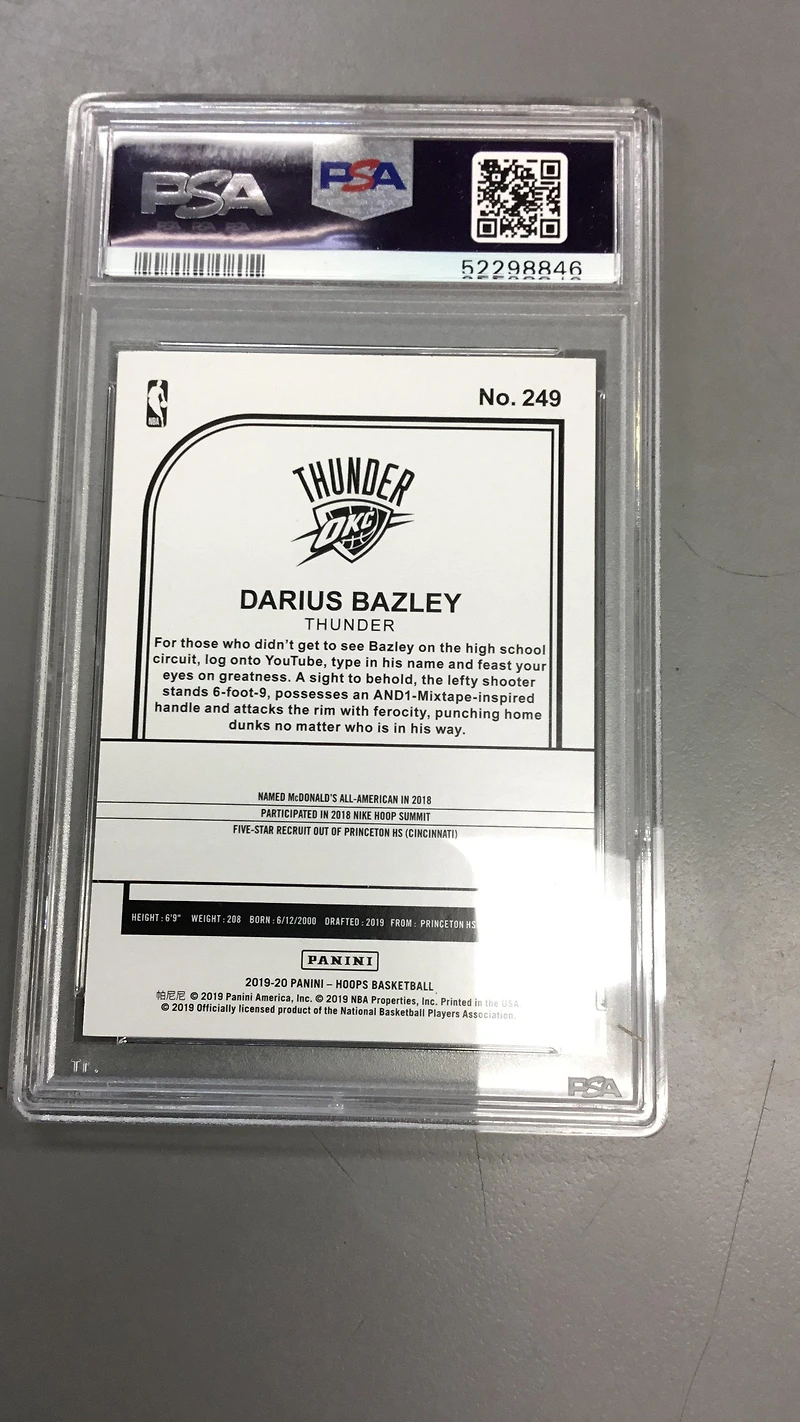 PSA
PSA
52298846
NBA
No. 249
THUNDER
OKC
DARIUS BAZLEY
THUNDER
For those who didn't get to see Bazley on the high school
circuit, log onto YouTube, type in his name and feast your
eyes on greatness. A sight to behold, the lefty shooter
stands 6-foot-9, possesses an AND1-Mixtape-inspired
handle and attacks the rim with ferocity, punching home
dunks no matter who is in his way.
NAMED McDONALD'S ALL-AMERICAN IN 2018
PARTICIPATED IN 2018 NIKE HOOP SUMMIT
FIVE-STAR RECRUIT OUT OF PRINCETON HS (CINCINNATI)
HEIGHT: 6'9" WEIGHT: 208 BORN: 6/12/2000 DRAFTED: 2019 FROM: PRINCETON HS
PANINI
2019-20 PANINI – HOOPS BASKETBALL
帕尼尼 © 2019 Panini America, Inc. © 2019 NBA Properties, Inc. Printed in the USA.
© 2019 Officially licensed product of the National Basketball Players Association.
PSA